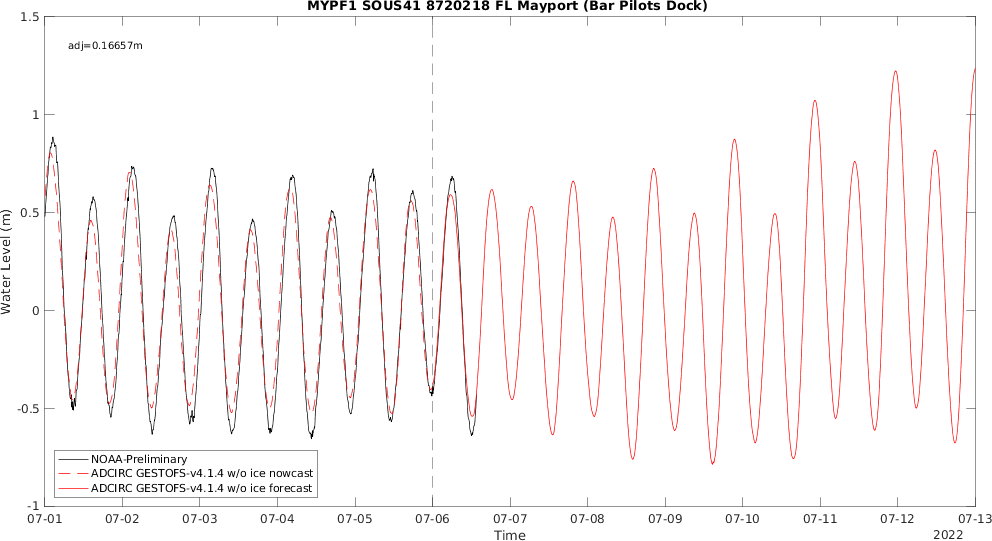 MYPF1 SOUS41 8720218 FL Mayport (Bar Pilots Dock)
adj=0.16657m
Water Level (m)
1.5
1
0.5
0
-0.5
-1
NOAA-Preliminary
ADCIRC GESTOFS-v4.1.4 w/o ice nowcast
ADCIRC GESTOFS-v4.1.4 w/o ice forecast
07-01 07-02 07-03 07-04 07-05 07-06 07-07 07-08 07-09 07-10 07-11 07-12 07-13
Time
2022